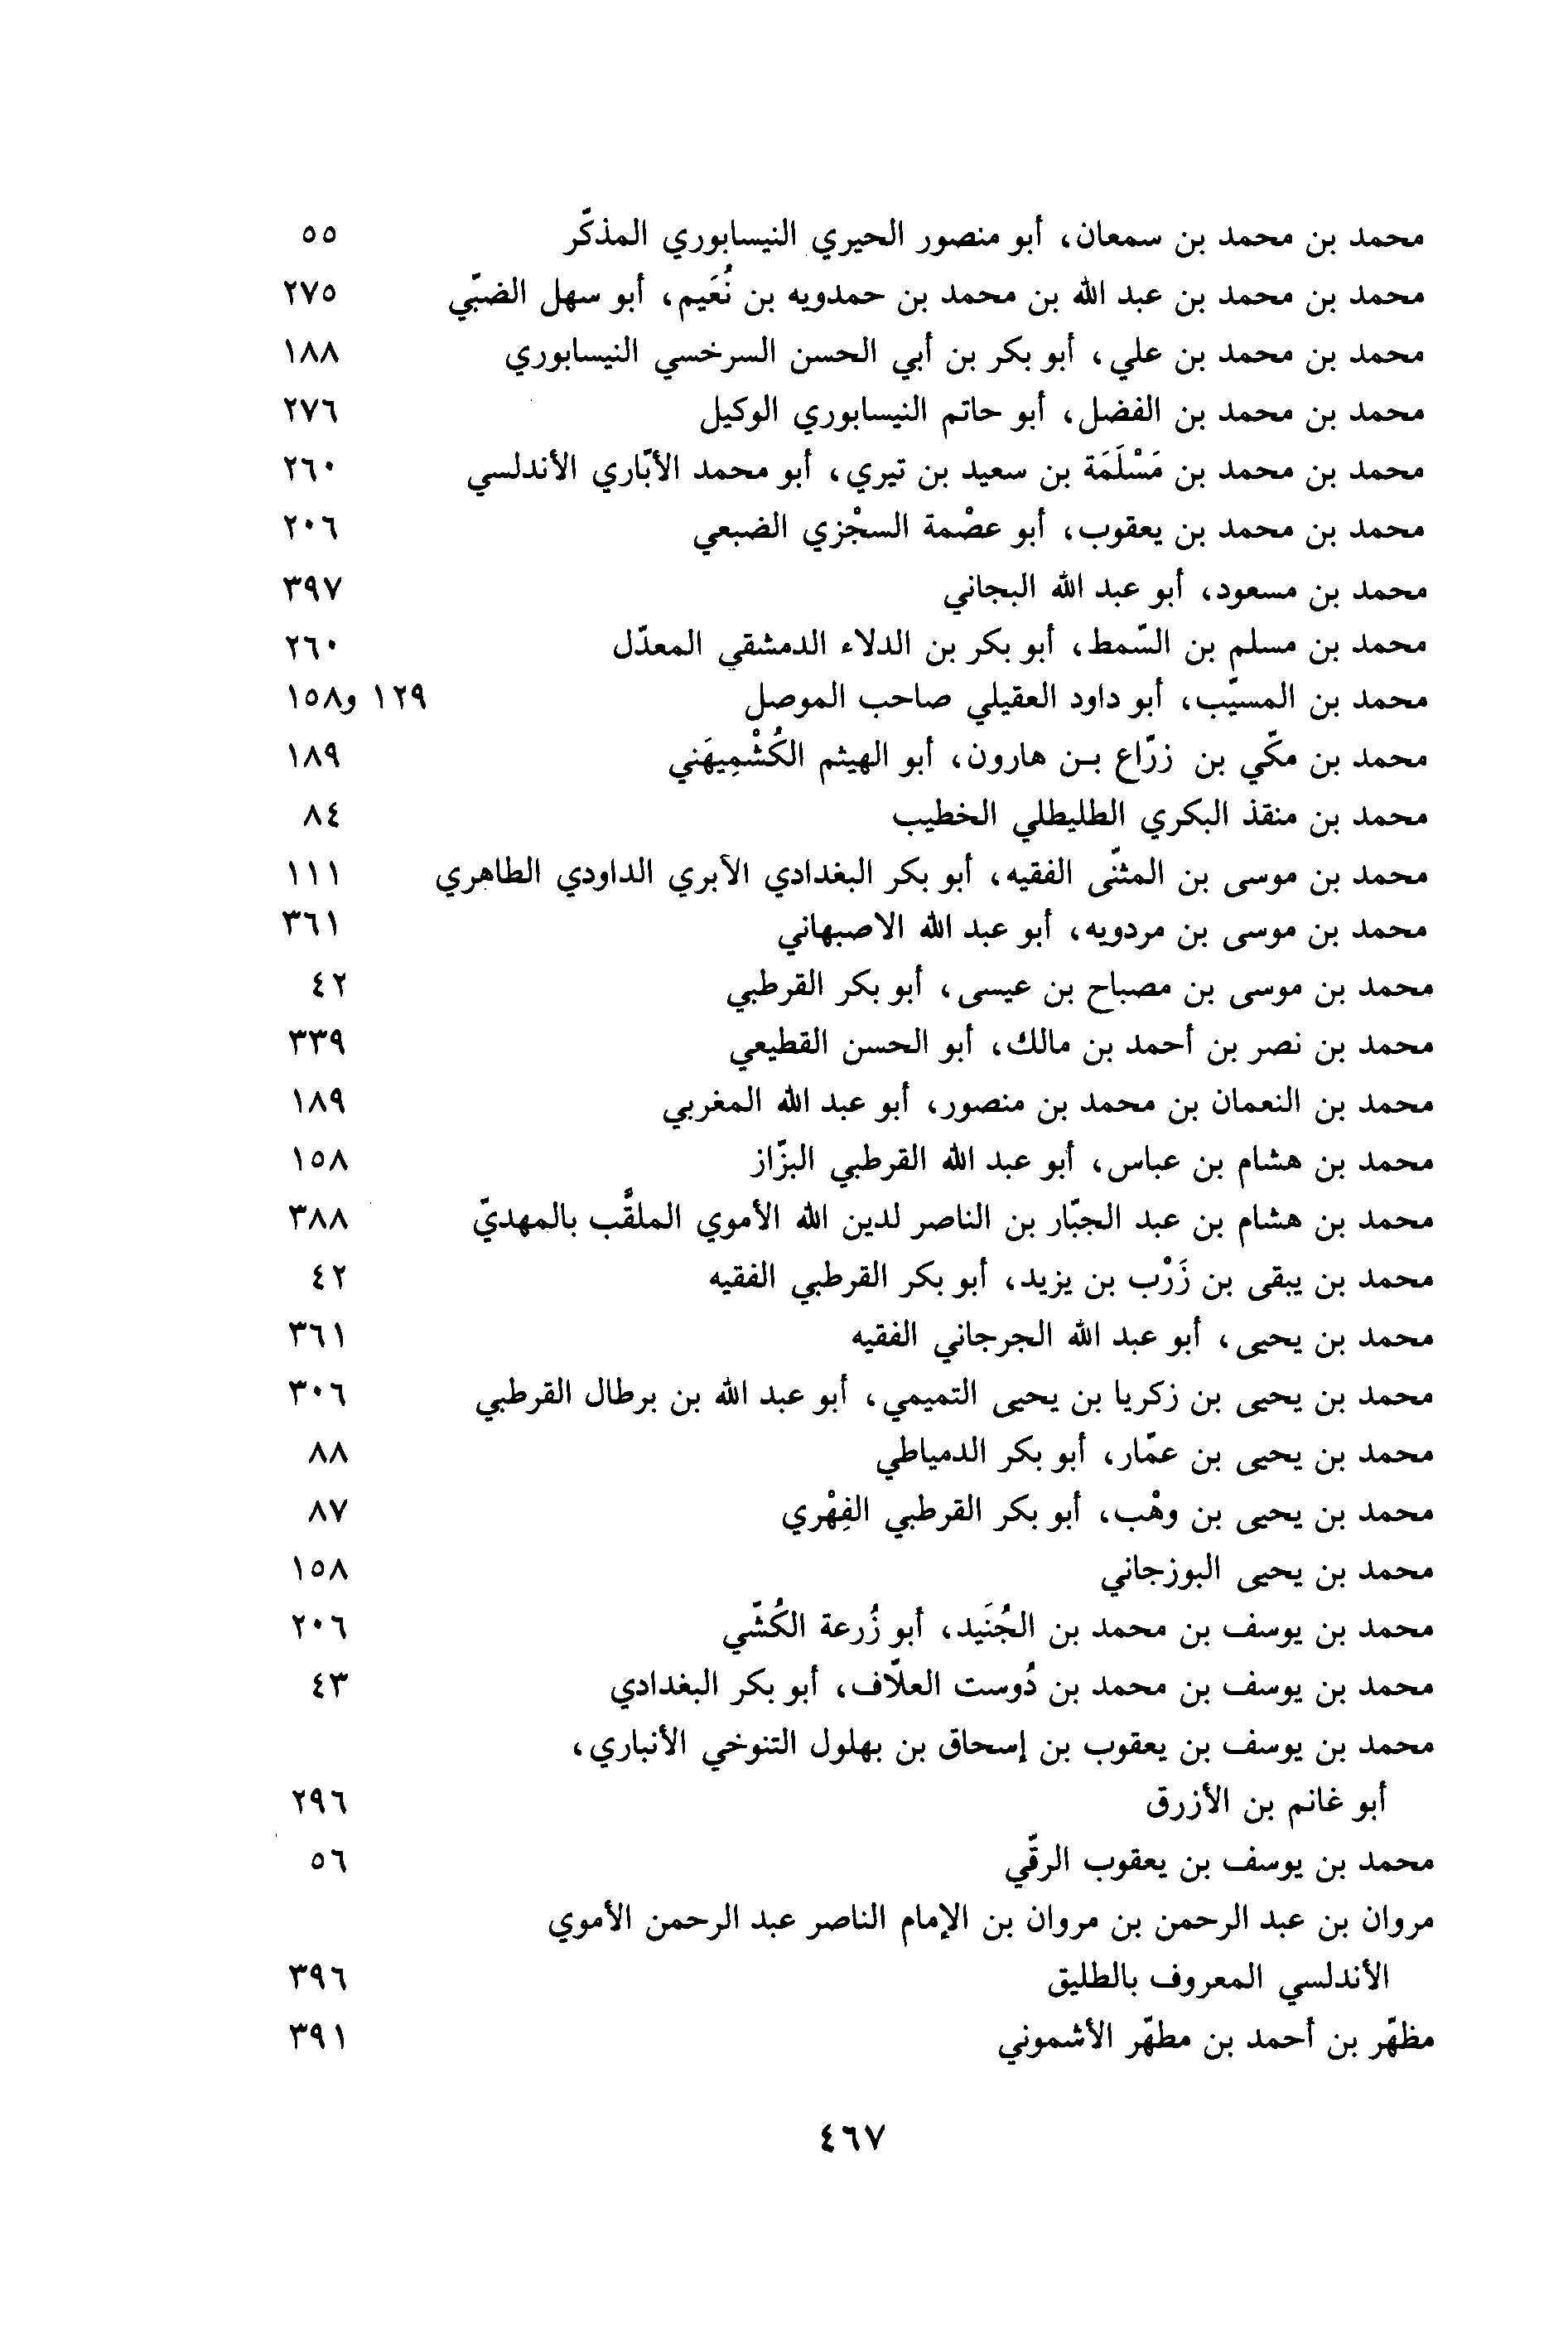 محمد بن محمد بن سمعان، أبو منصور الحيري النيسابوري المذكّر ٥٥
محمد بن محمد بن عبد الله بن محمد بن حمدويه بن نُعَيم، أبو سهل الضبّي ٢٧٥
محمد بن محمد بن علي، أبو بكر بن أبي الحسن السرخسي النيسابوري ١٨٨
محمد بن محمد بن الفضل، أبو حاتم النيسابوري الوكيل ٢٧٦
محمد بن محمد بن مَسْلَمَة بن سعيد بن تيري، أبو محمد الأبّاري الأندلسي ٢٦٠
محمد بن محمد بن يعقوب، أبو عصْمة السجْزي الضبعي ٢٠٦
محمد بن مسعود، أبو عبد الله البجاني ٣٩٧
محمد بن مسلم بن السّمط، أبو بكر بن الدلاء الدمشقي المعدّل ٢٦٠
محمد بن المسيّب، أبو داود العقيلي صاحب الموصل ١٢٩ و١٥٨
محمد بن مكّي بن زرّاع بن هارون، أبو الهيثم الكُشْمِيهَني ١٨٩
محمد بن منقذ البكري الطليطلي الخطيب ٨٤
محمد بن موسى بن المثنّى الفقيه، أبو بكر البغدادي الآبري الداودي الطاهري ١١١
محمد بن موسى بن مردويه، أبو عبد الله الاصبهاني ٣٦١
محمد بن موسى بن مصباح بن عيسى، أبو بكر القرطبي ٤٢
محمد بن نصر بن أحمد بن مالك، أبو الحسن القطيعي ٣٣٩
محمد بن النعمان بن محمد بن منصور، أبو عبد الله المغربي ١٨٩
محمد بن هشام بن عباس، أبو عبد الله القرطبي البزّاز ١٥٨
محمد بن هشام بن عبد الجبّار بن الناصر لدين الله الأموي الملقَّب بالمهديّ ٣٨٨
محمد بن يبقى بن زَرْب بن يزيد، أبو بكر القرطبي الفقيه ٤٢
محمد بن يحيى، أبو عبد الله الجرجاني الفقيه ٣٦١
محمد بن يحيى بن زكريا بن يحيى التميمي، أبو عبد الله بن برطال القرطبي ٣٠٦
محمد بن يحيى بن عمّار، أبو بكر الدمياطي ٨٨
محمد بن يحيى بن وهْب، أبو بكر القرطبي الفِهْري ٨٧
محمد بن يحيى البوزجاني ١٥٨
محمد بن يوسف بن محمد بن الجُنَيد، أبو زُرعة الكُشّي ٢٠٦
محمد بن يوسف بن محمد بن دُوست العلاّف، أبو بكر البغدادي ٤٣
محمد بن يوسف بن يعقوب بن إسحاق بن بهلول التنوخي الأنباري،
أبو غانم بن الأزرق ٢٩٦
محمد بن يوسف بن يعقوب الرقّي ٥٦
مروان بن عبد الرحمن بن مروان بن الإمام الناصر عبد الرحمن الأموي
الأندلسي المعروف بالطليق ٣٩٦
مظهّر بن أحمد بن مطهّر الأشموني ٣٩١
٤٦٧